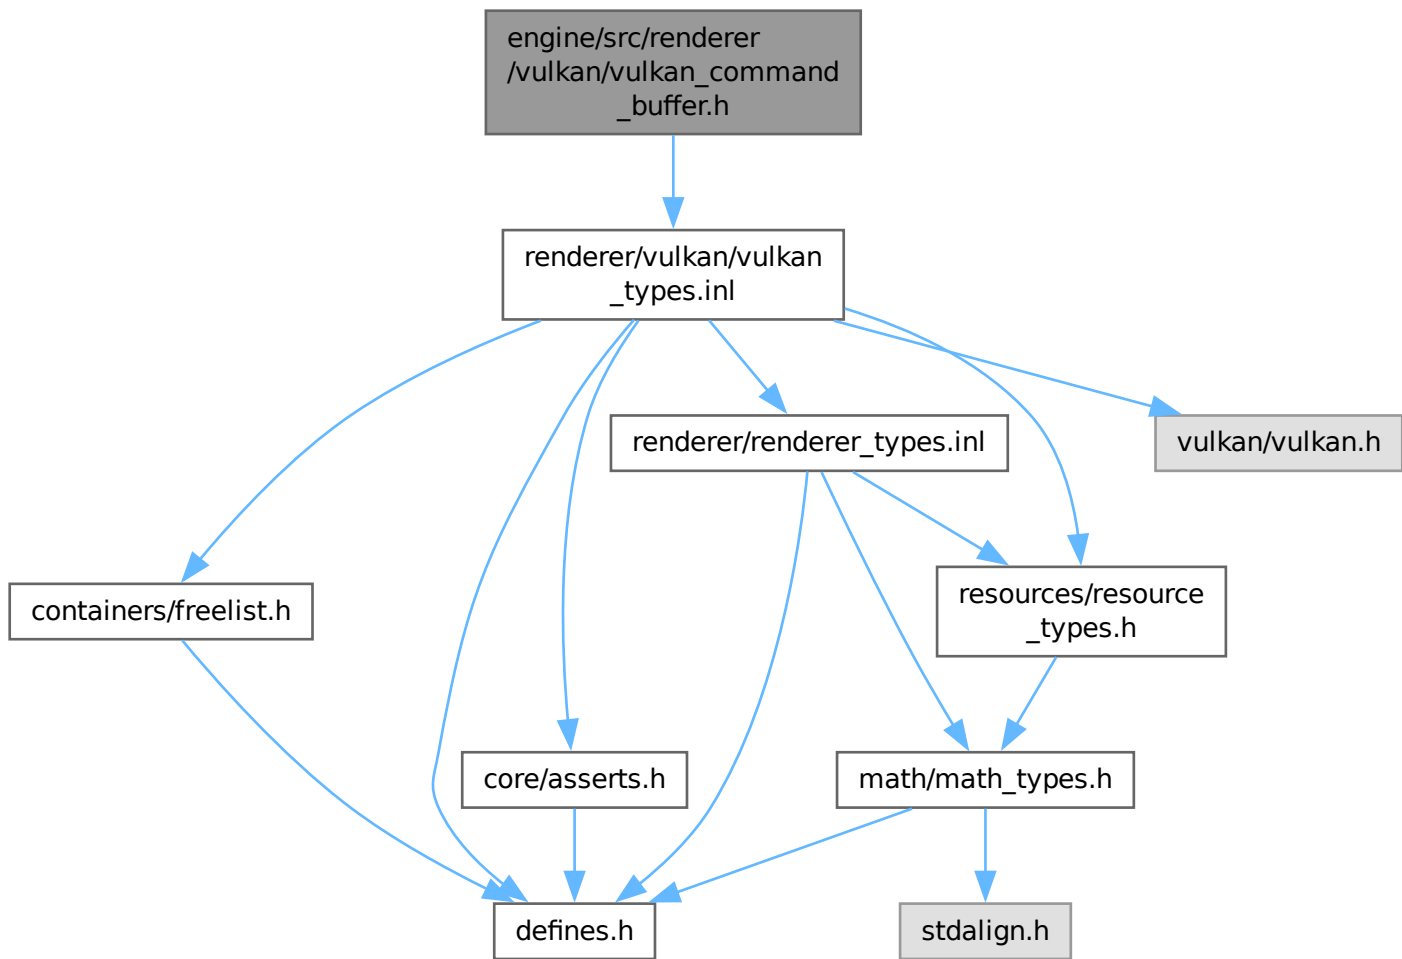 engine/src/renderer
/vulkan/vulkan_command
_buffer.h
renderer/vulkan/vulkan
_types.inl
renderer/renderer_types.inl
vulkan/vulkan.h
containers/freelist.h
resources/resource
_types.h
core/asserts.h
math/math_types.h
defines.h
stdalign.h